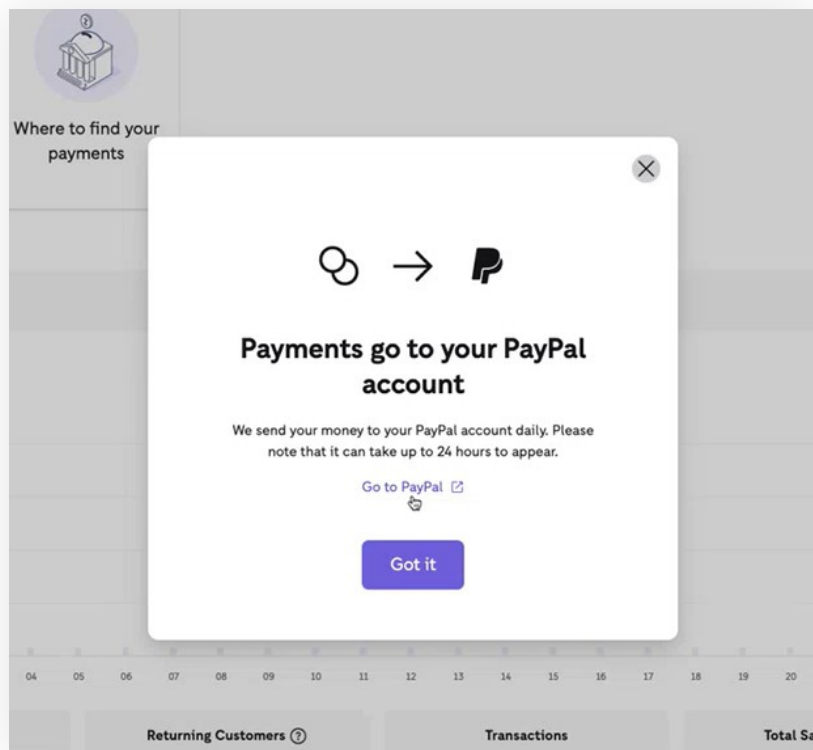 Where to find your
payments
Payments go to your PayPal
account
We send your money to your PayPal account daily. Please
note that it can take up to 24 hours to appear.
Go to PayPal
Got it
04 05 06 07 08 09 10 11 12 13 14 15 16 17 18 19 20
Returning Customers ? Transactions Total Sa